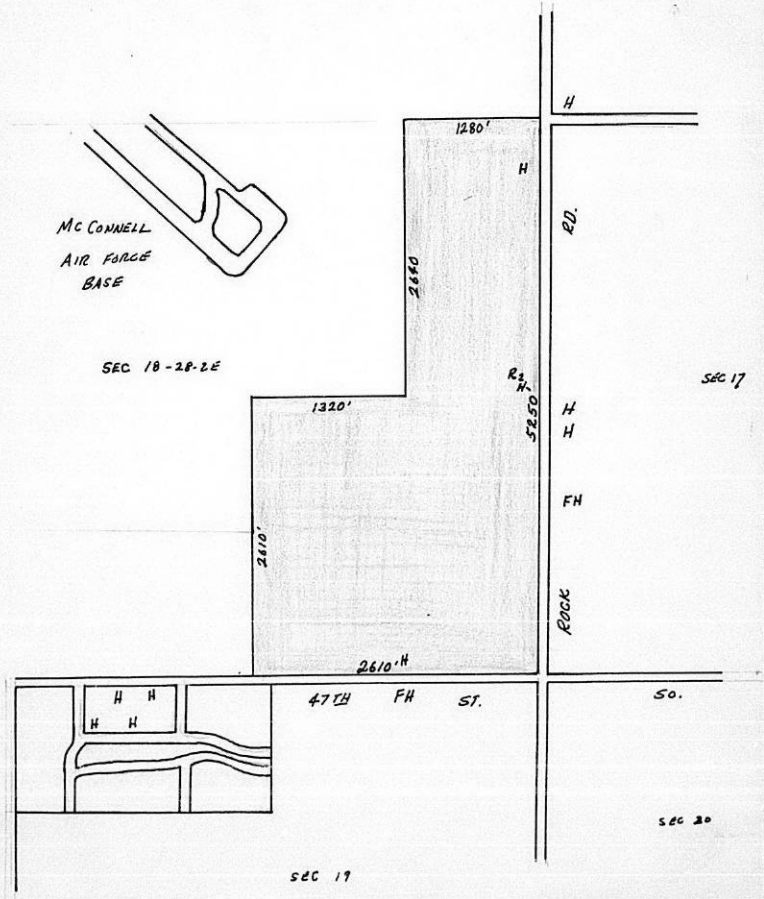 H
1280'
H
RD.
MC CONNELL
AIR FORCE
BASE
2640
SEC 18-28-2E
R2
H
SEC 17
1320'
5250
H
H
FH
2610'
ROCK
2610'
H
47TH FH ST. SO.
H H
H H
SEC 20
SEC 19